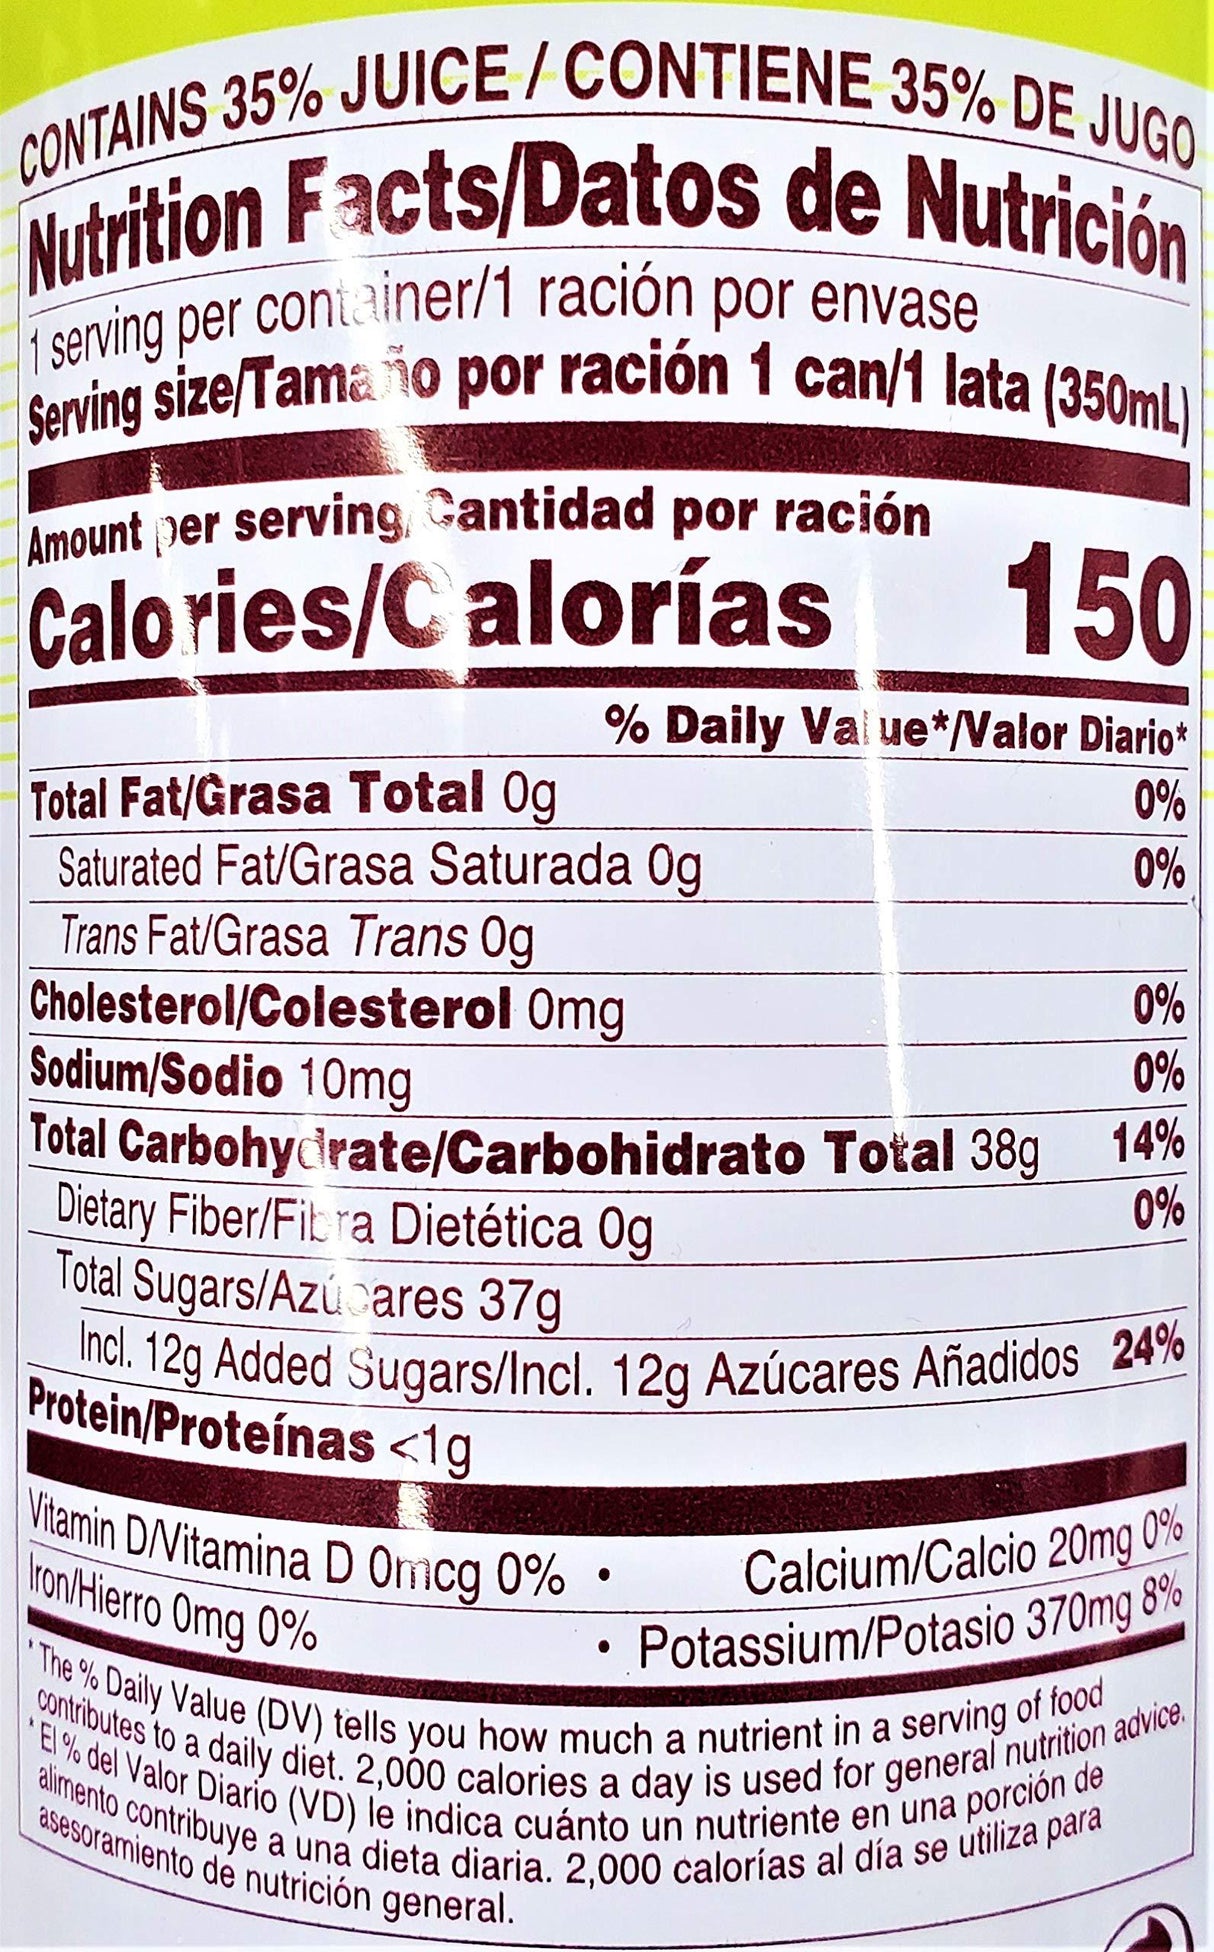 CONTAINS 35% JUICE / CONTIENE 35% DE JUGO
Nutrition Facts/Datos de Nutrición
1 serving per container/1 ración por envase
Serving size/Tamaño por ración 1 can/1 lata (350mL)
Amount per serving/Cantidad por ración
Calories/Calorías 150
% Daily Value*/Valor Diario*
Total Fat/Grasa Total 0g 0%
Saturated Fat/Grasa Saturada 0g 0%
Trans Fat/Grasa Trans 0g
Cholesterol/Colesterol 0mg 0%
Sodium/Sodio 10mg 0%
Total Carbohydrate/Carbohidrato Total 38g 14%
Dietary Fiber/Fibra Dietética 0g 0%
Total Sugars/Azúcares 37g
Incl. 12g Added Sugars/Incl. 12g Azúcares Añadidos 24%
Protein/Proteínas <1g
Vitamin D/Vitamina D 0mcg 0% • Calcium/Calcio 20mg 0%
Iron/Hierro 0mg 0% • Potassium/Potasio 370mg 8%
* The % Daily Value (DV) tells you how much a nutrient in a serving of food
contributes to a daily diet. 2,000 calories a day is used for general nutrition advice.
* El % del Valor Diario (VD) le indica cuánto un nutriente en una porción de
alimento contribuye a una dieta diaria. 2,000 calorías al día se utiliza para
asesoramiento de nutrición general.